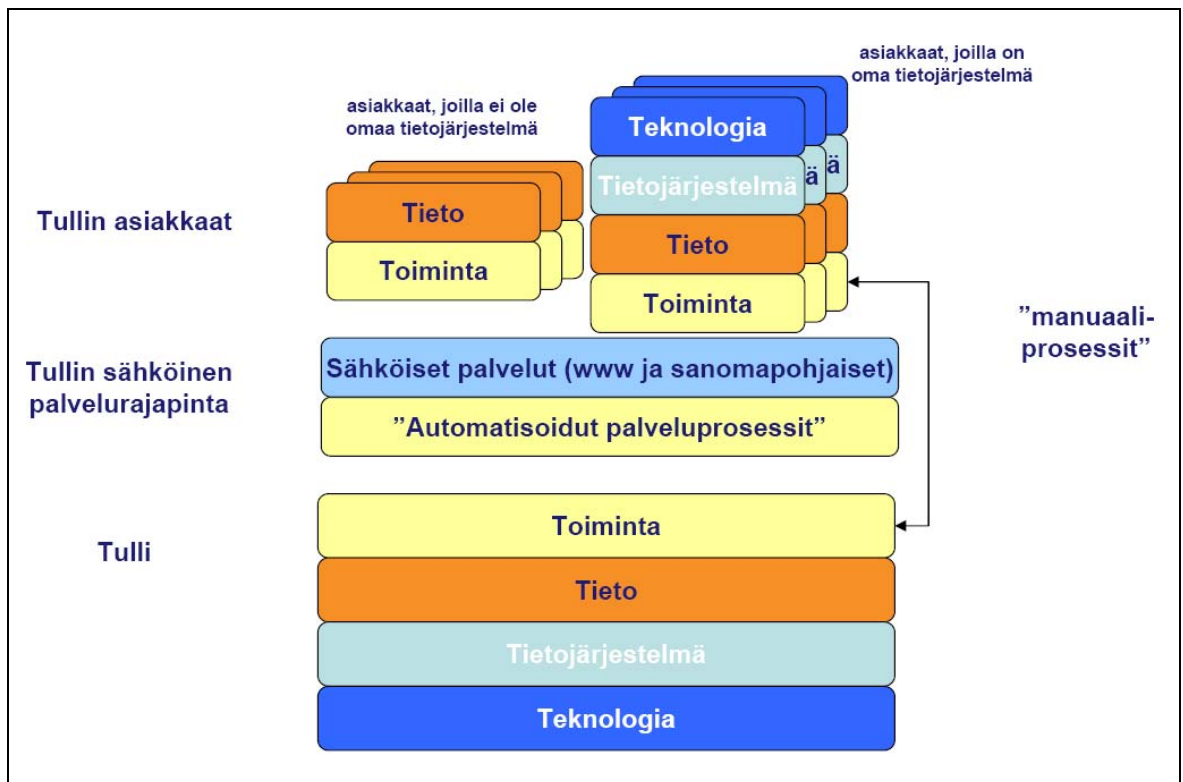 asiakkaat, joilla on
oma tietojärjestelmä
asiakkaat, joilla ei ole
omaa tietojärjestelmä
Teknologia
Tietojärjestelmä
ä
ä
Tieto
Toiminta
Tullin asiakkaat
Tieto
Toiminta
”manuaali-
prosessit”
Tullin sähköinen
palvelurajapinta
Sähköiset palvelut (www ja sanomapohjaiset)
”Automatisoidut palveluprosessit”
Tulli
Toiminta
Tieto
Tietojärjestelmä
Teknologia